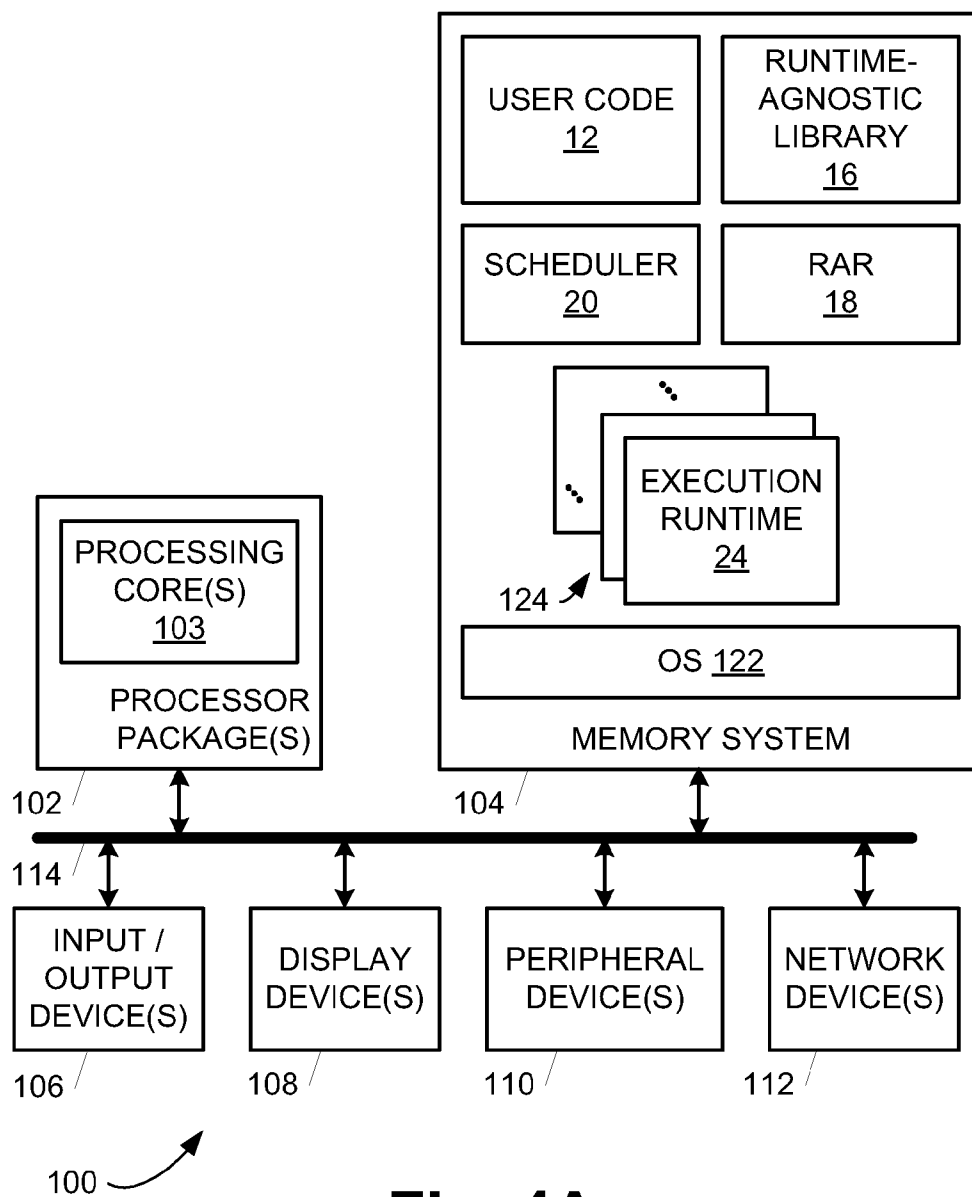 USER CODE
12
RUNTIME-
AGNOSTIC
LIBRARY
16
SCHEDULER
20
RAR
18
EXECUTION
RUNTIME
24
124
OS 122
MEMORY SYSTEM
104
PROCESSING
CORE(S)
103
PROCESSOR
PACKAGE(S)
102
114
INPUT /
OUTPUT
DEVICE(S)
106
DISPLAY
DEVICE(S)
108
PERIPHERAL
DEVICE(S)
110
NETWORK
DEVICE(S)
112
100